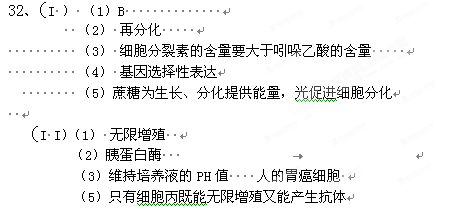 32、（I）（1）B
（2）再分化
（3）细胞分裂素的含量要大于吲哚乙酸的含量
（4）基因选择性表达
（5）蔗糖为生长、分化提供能量，光促进细胞分化
（I I）（1）无限增殖
（2）胰蛋白酶
（3）维持培养液的 PH 值 人的胃癌细胞
（5）只有细胞丙既能无限增殖又能产生抗体